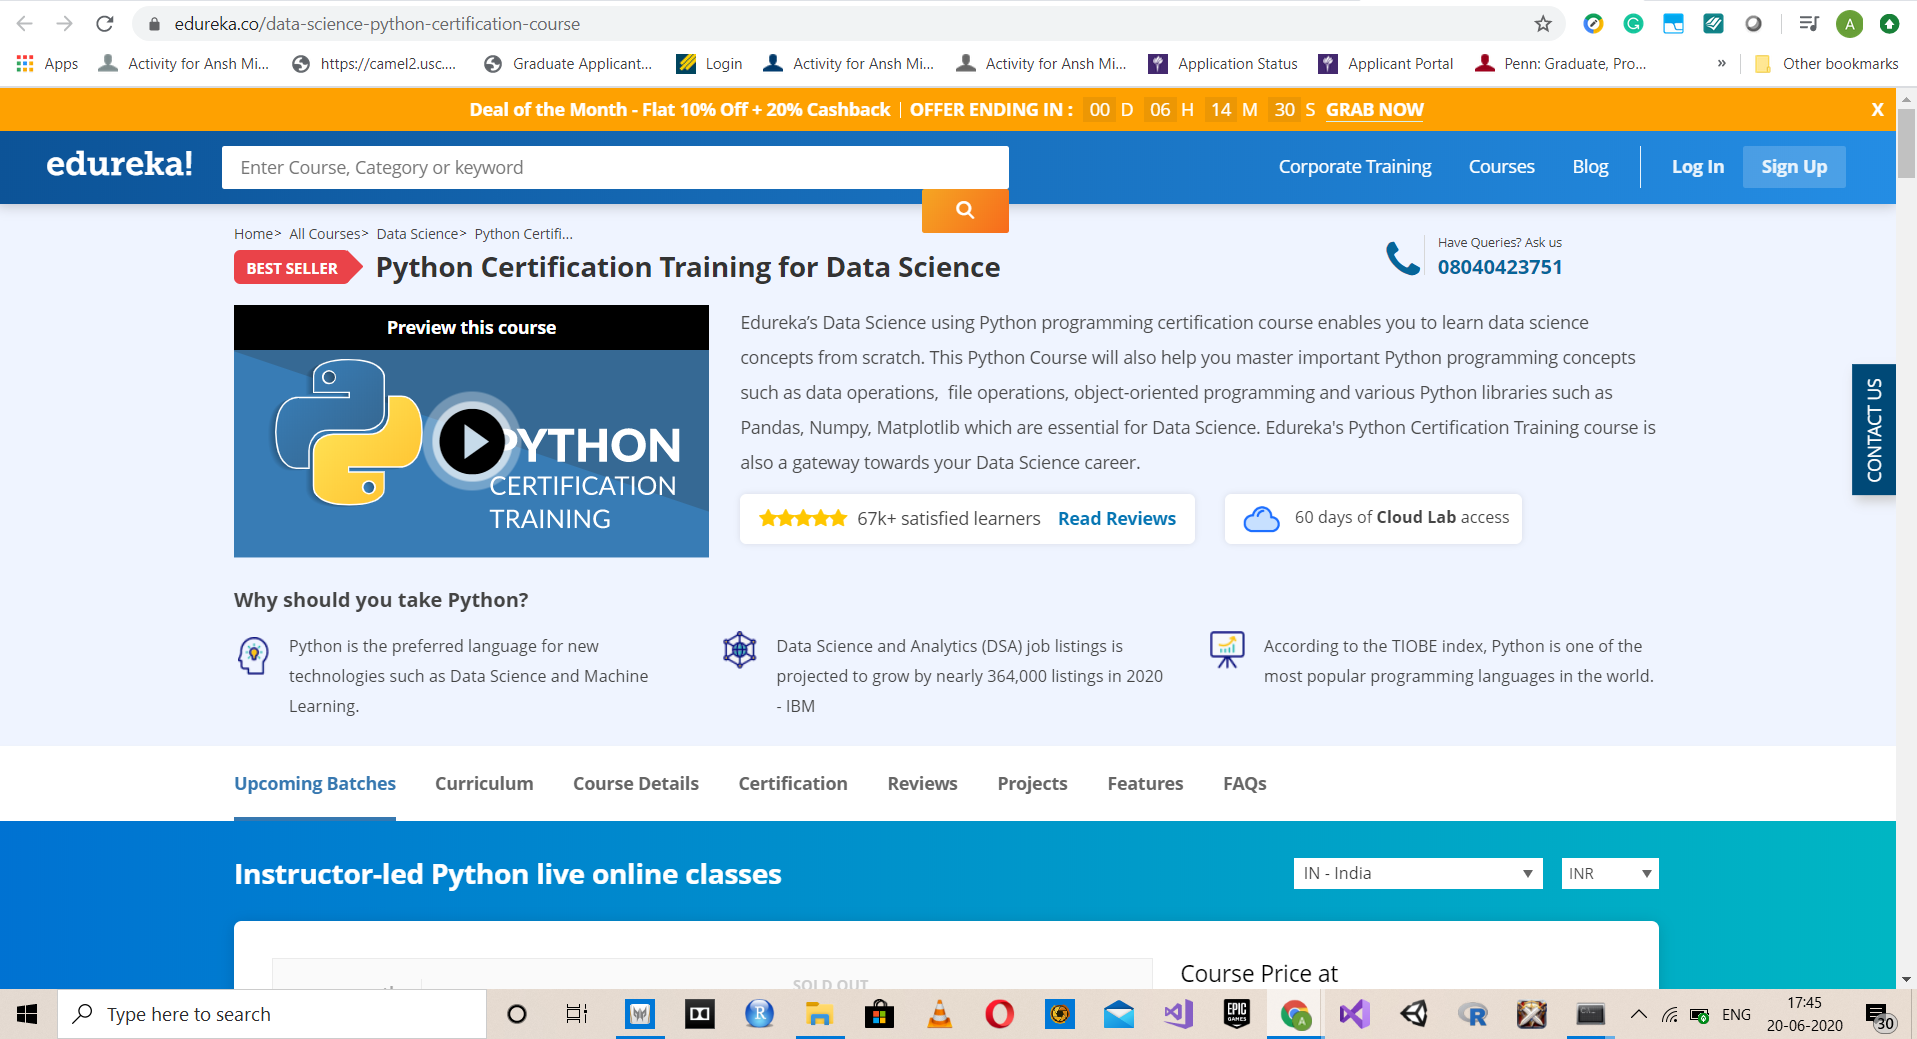 edureka.co/data-science-python-certification-course
A
Apps
Activity for Ansh Mi...
https://camel2.usc....
Graduate Applicant...
Login
Activity for Ansh Mi...
Activity for Ansh Mi...
Application Status
Applicant Portal
Penn: Graduate, Pro...
»
Other bookmarks
Deal of the Month - Flat 10% Off + 20% Cashback | OFFER ENDING IN : 00 D 06 H 14 M 30 S GRAB NOW
X
edureka!
Enter Course, Category or keyword
Corporate Training
Courses
Blog
Log In
Sign Up
Home> All Courses> Data Science> Python Certifi...
BEST SELLER
Python Certification Training for Data Science
Have Queries? Ask us
08040423751
Preview this course
PYTHON
CERTIFICATION
TRAINING
Edureka's Data Science using Python programming certification course enables you to learn data science
concepts from scratch. This Python Course will also help you master important Python programming concepts
such as data operations, file operations, object-oriented programming and various Python libraries such as
Pandas, Numpy, Matplotlib which are essential for Data Science. Edureka's Python Certification Training course is
also a gateway towards your Data Science career.
67k+ satisfied learners Read Reviews
60 days of Cloud Lab access
CONTACT US
Why should you take Python?
Python is the preferred language for new
technologies such as Data Science and Machine
Learning.
Data Science and Analytics (DSA) job listings is
projected to grow by nearly 364,000 listings in 2020
- IBM
According to the TIOBE index, Python is one of the
most popular programming languages in the world.
Upcoming Batches
Curriculum
Course Details
Certification
Reviews
Projects
Features
FAQs
Instructor-led Python live online classes
IN - India
INR
SOLD OUT
Course Price at
Type here to search
R
EPIC
GAMES
A
R
ENG
17:45
20-06-2020
30